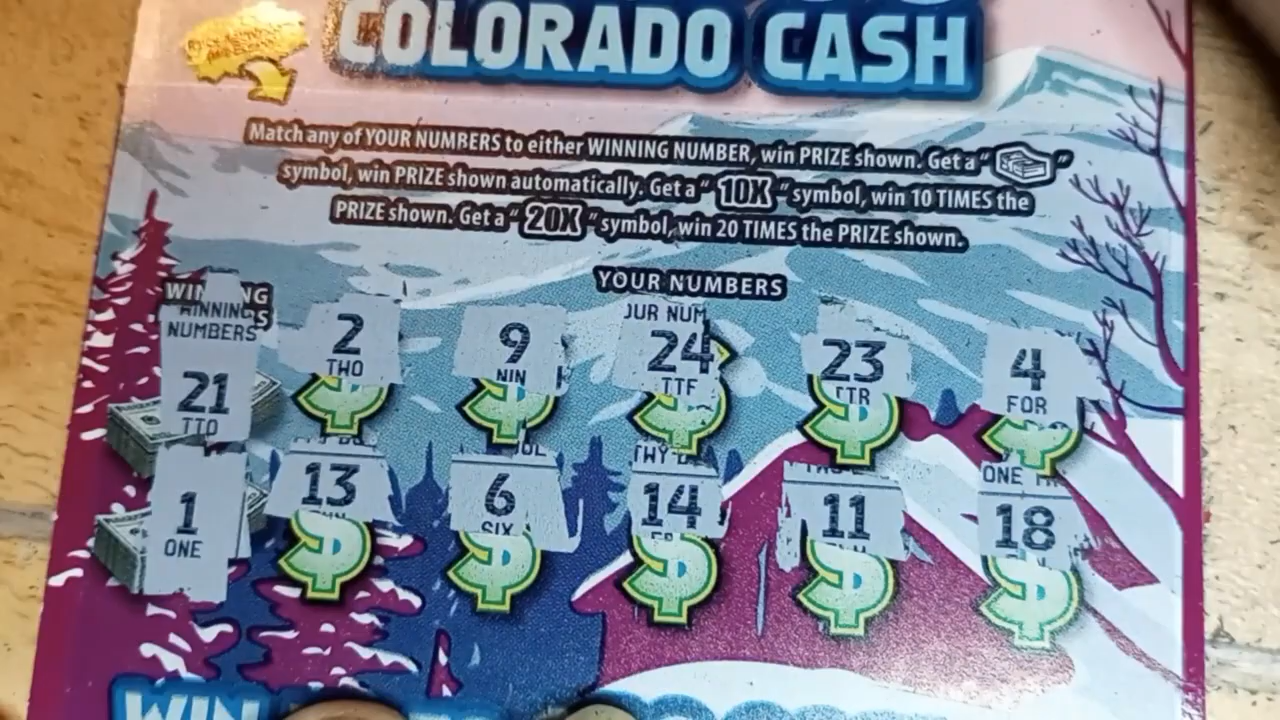 COLORADO CASH
Match any of YOUR NUMBERS to either WINNING NUMBER, win PRIZE shown. Get a " "
symbol, win PRIZE shown automatically. Get a "10X" symbol, win 10 TIMES the
PRIZE shown. Get a "20X" symbol, win 20 TIMES the PRIZE shown.
YOUR NUMBERS
WINNING
NUMBERS
21
TTO
1
ONE
2
TWO
9
NIN
24
TTF
23
TTR
4
FOR
13
6
SIX
14
11
ONE
18
WIN